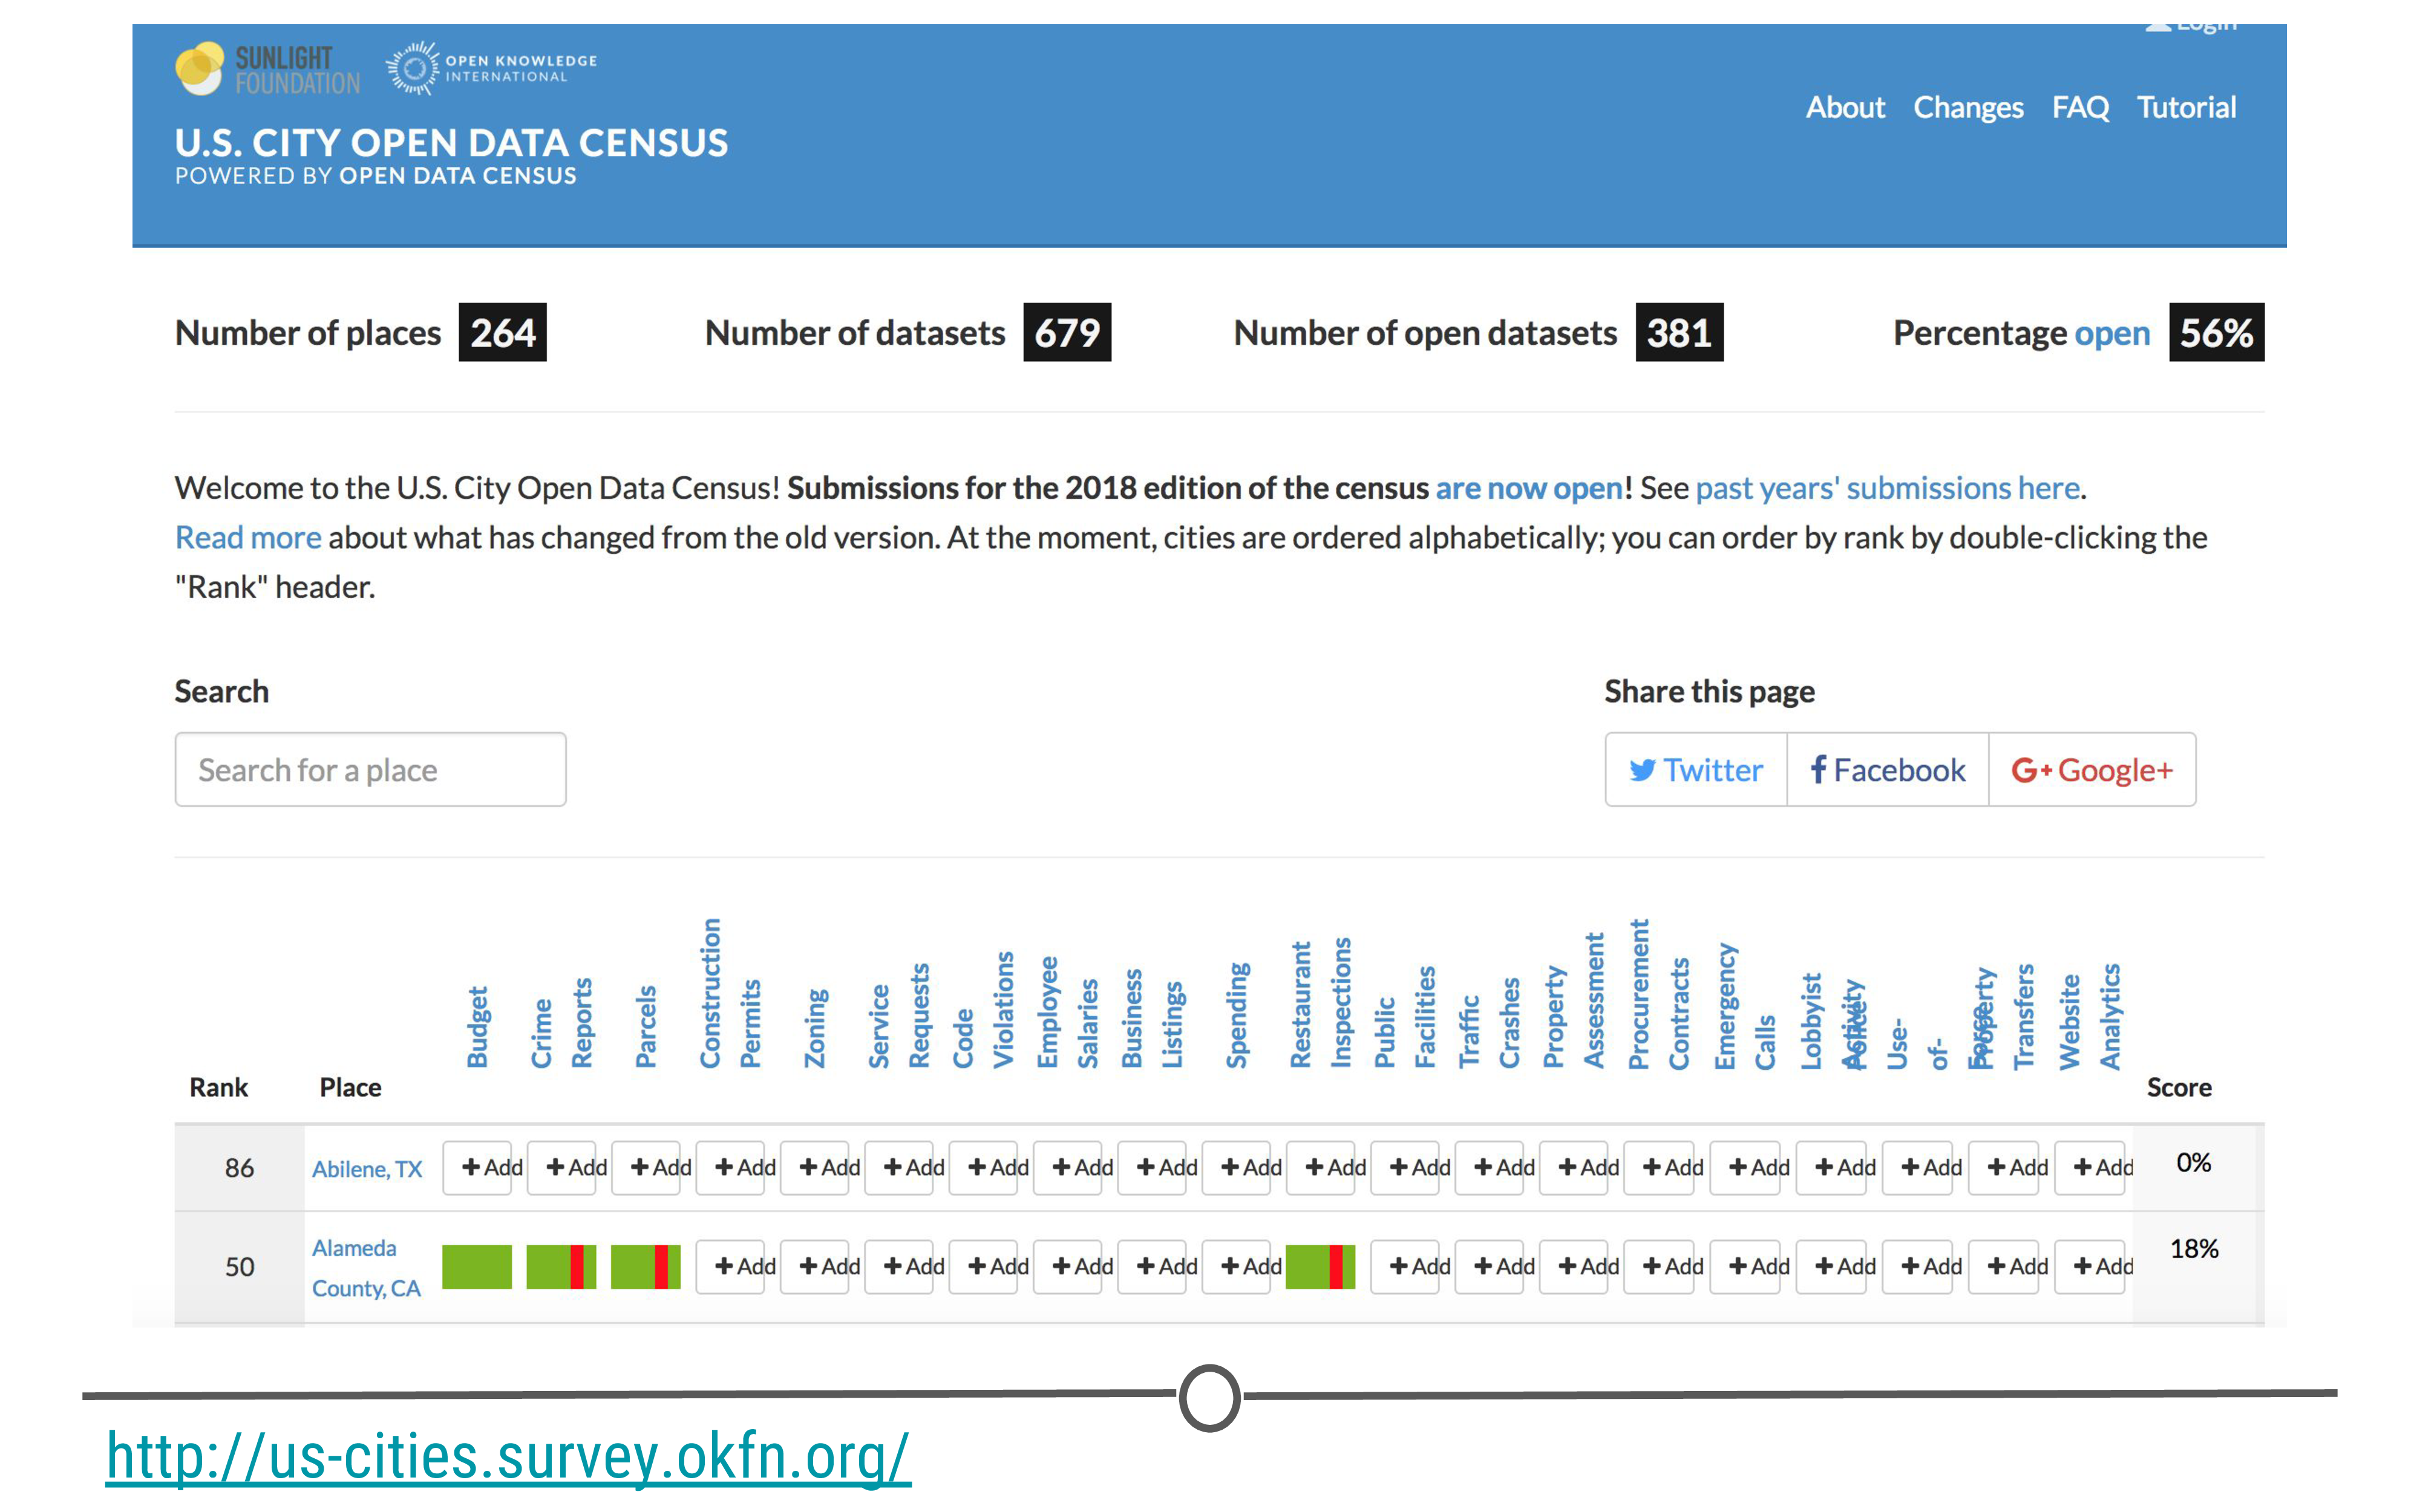 Login
SUNLIGHT
FOUNDATION
OPEN KNOWLEDGE
INTERNATIONAL
About Changes FAQ Tutorial
U.S. CITY OPEN DATA CENSUS
POWERED BY OPEN DATA CENSUS
Number of places 264 Number of datasets 679 Number of open datasets 381 Percentage open 56%
Welcome to the U.S. City Open Data Census! Submissions for the 2018 edition of the census are now open! See past years' submissions here.
Read more about what has changed from the old version. At the moment, cities are ordered alphabetically; you can order by rank by double-clicking the
"Rank" header.
Search
Share this page
Search for a place
Twitter Facebook G+ Google+
Rank
Place
Budget
Crime
Reports
Parcels
Construction
Permits
Zoning
Service
Requests
Code
Violations
Employee
Salaries
Business
Listings
Spending
Restaurant
Inspections
Public
Facilities
Traffic
Crashes
Property
Assessment
Procurement
Contracts
Emergency
Calls
Lobbyist
Activity
Police
Use-
of-
Force
Property
Transfers
Website
Analytics
Score
86 Abilene, TX +Add +Add +Add +Add +Add +Add +Add +Add +Add +Add +Add +Add +Add +Add +Add +Add +Add +Add +Add +Add 0%
50 Alameda +Add +Add +Add +Add +Add +Add +Add +Add +Add +Add +Add +Add +Add +Add +Add +Add 18%
County, CA
http://us-cities.survey.okfn.org/